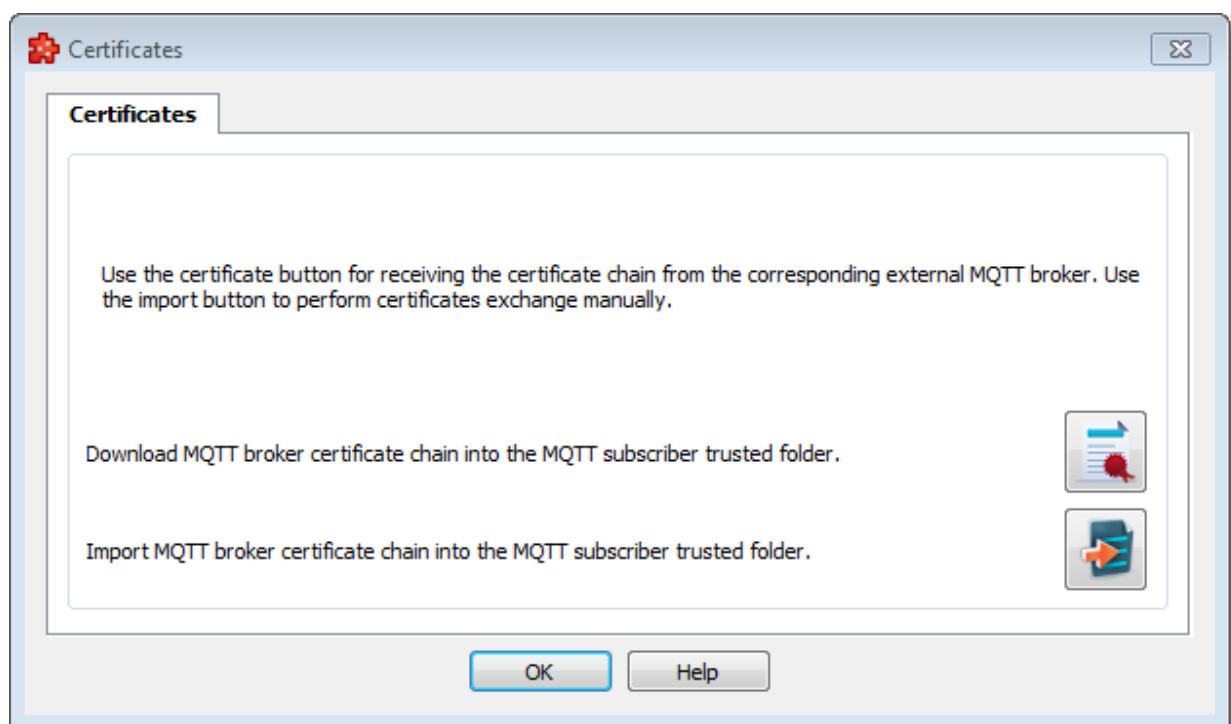 Certificates
Certificates
Use the certificate button for receiving the certificate chain from the corresponding external MQTT broker. Use
the import button to perform certificates exchange manually.
Download MQTT broker certificate chain into the MQTT subscriber trusted folder.
Import MQTT broker certificate chain into the MQTT subscriber trusted folder.
OK
Help